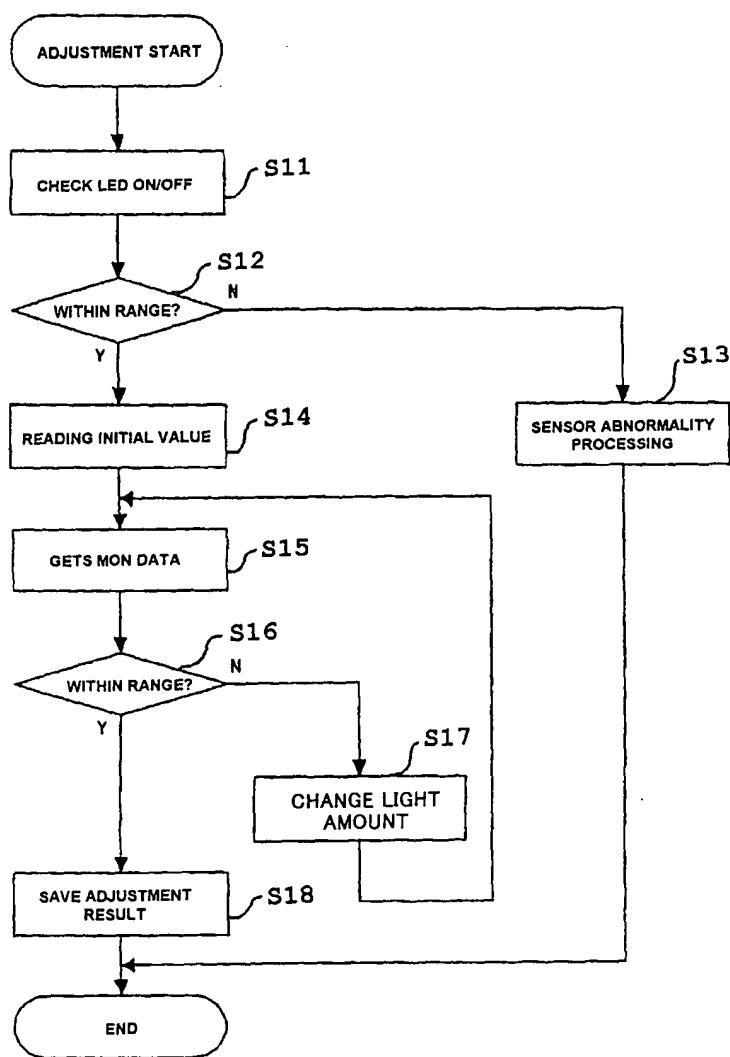 ADJUSTMENT START
CHECK LED ON/OFF
S11
S12
WITHIN RANGE?
N
Y
S13
SENSOR ABNORMALITY
PROCESSING
READING INITIAL VALUE
S14
GETS MON DATA
S15
S16
WITHIN RANGE?
N
Y
S17
CHANGE LIGHT
AMOUNT
SAVE ADJUSTMENT
RESULT
S18
END